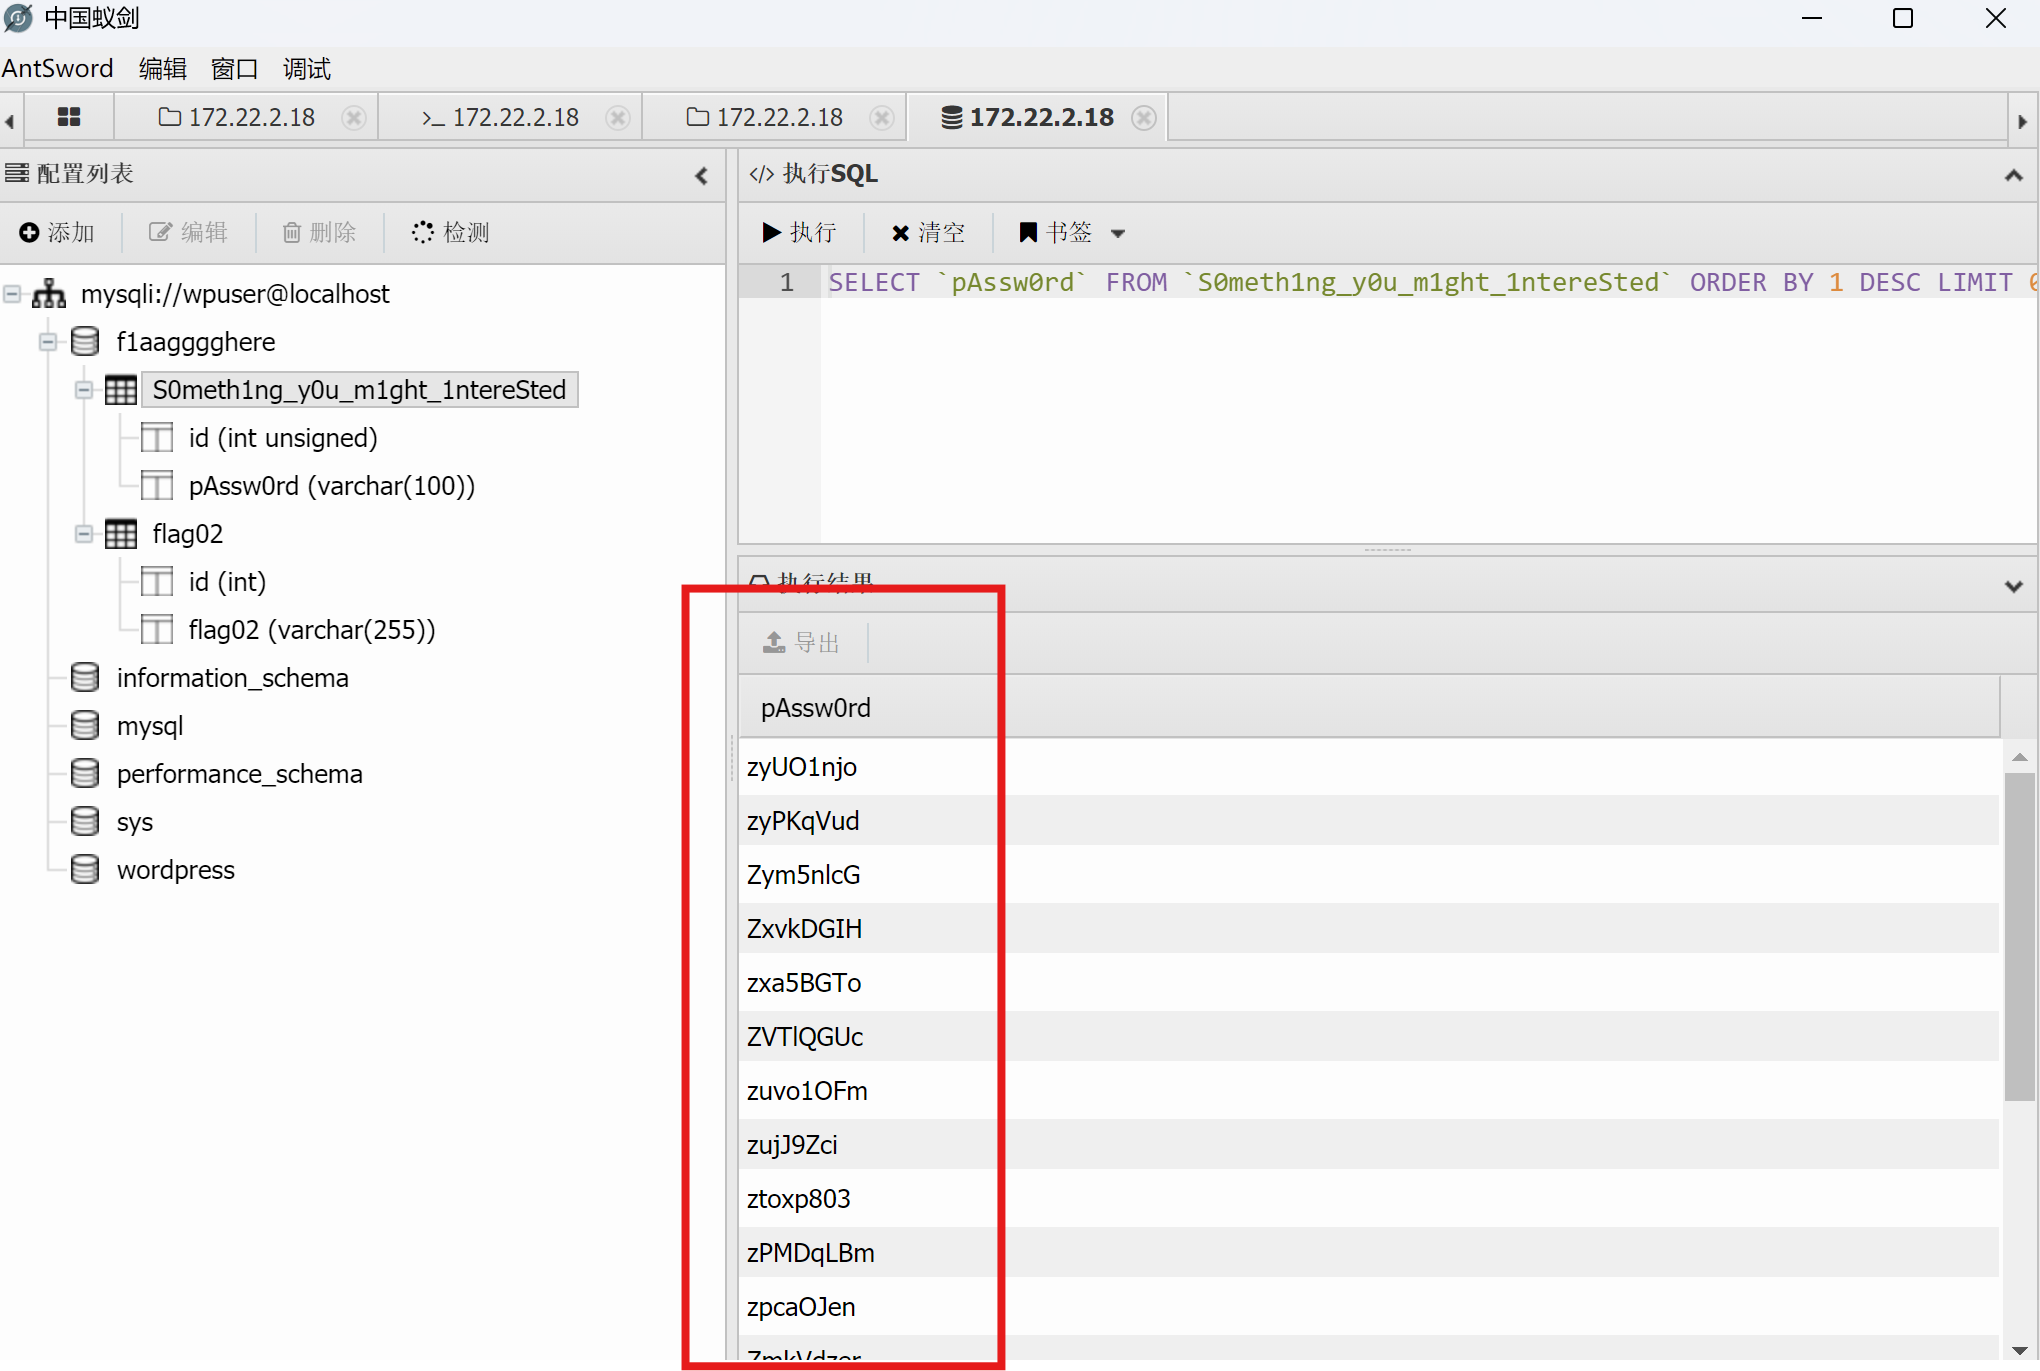 中国蚁剑
AntSword 编辑 窗口 调试
172.22.2.18 >_ 172.22.2.18 172.22.2.18 172.22.2.18
配置列表
添加 编辑 删除 检测
mysqli://wpuser@localhost
f1aagggghere
S0meth1ng_y0u_m1ght_1ntereSted
id (int unsigned)
pAssw0rd (varchar(100))
flag02
id (int)
flag02 (varchar(255))
information_schema
mysql
performance_schema
sys
wordpress
</> 执行SQL
执行 清空 书签
1 SELECT `pAssw0rd` FROM `S0meth1ng_y0u_m1ght_1ntereSted` ORDER BY 1 DESC LIMIT 0
执行结果
导出
pAssw0rd
zyUO1njo
zyPKqVud
Zym5nlcG
ZxvkDGIH
zxa5BGTo
ZVTlQGUc
zuvo1OFm
zujJ9Zci
ztoxp803
zPMDqLBm
zpcaOJen